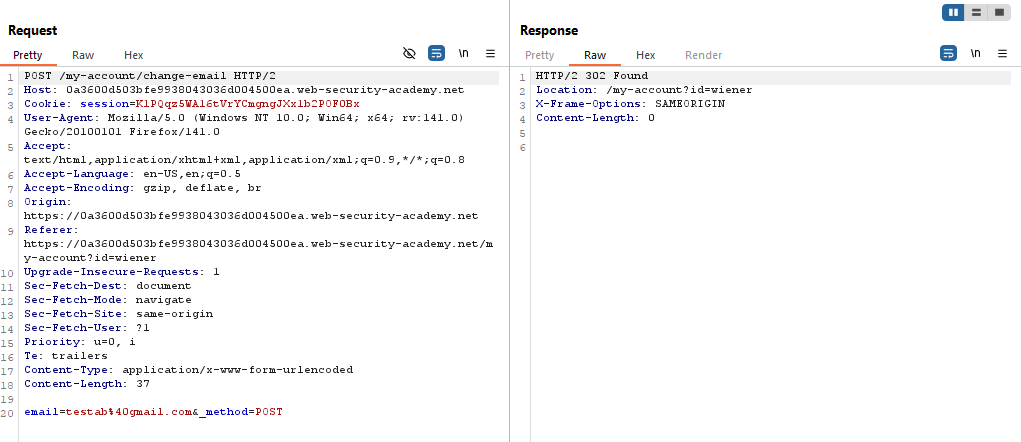 Request
Pretty Raw Hex
\n
1 POST /my-account/change-email HTTP/2
2 Host: 0a3600d503bfe9938043036d004500ea.web-security-academy.net
3 Cookie: session=K1PQqz5WAl6tVrYCmgngJXx1b2POFOBx
4 User-Agent: Mozilla/5.0 (Windows NT 10.0; Win64; x64; rv:141.0)
Gecko/20100101 Firefox/141.0
5 Accept:
text/html,application/xhtml+xml,application/xml;q=0.9,*/*;q=0.8
6 Accept-Language: en-US,en;q=0.5
7 Accept-Encoding: gzip, deflate, br
8 Origin:
https://0a3600d503bfe9938043036d004500ea.web-security-academy.net
9 Referer:
https://0a3600d503bfe9938043036d004500ea.web-security-academy.net/m
y-account?id=wiener
10 Upgrade-Insecure-Requests: 1
11 Sec-Fetch-Dest: document
12 Sec-Fetch-Mode: navigate
13 Sec-Fetch-Site: same-origin
14 Sec-Fetch-User: ?1
15 Priority: u=0, i
16 Te: trailers
17 Content-Type: application/x-www-form-urlencoded
18 Content-Length: 37
19
20 email=testab%40gmail.com&_method=POST
Response
Pretty Raw Hex Render
\n
1 HTTP/2 302 Found
2 Location: /my-account?id=wiener
3 X-Frame-Options: SAMEORIGIN
4 Content-Length: 0
5
6